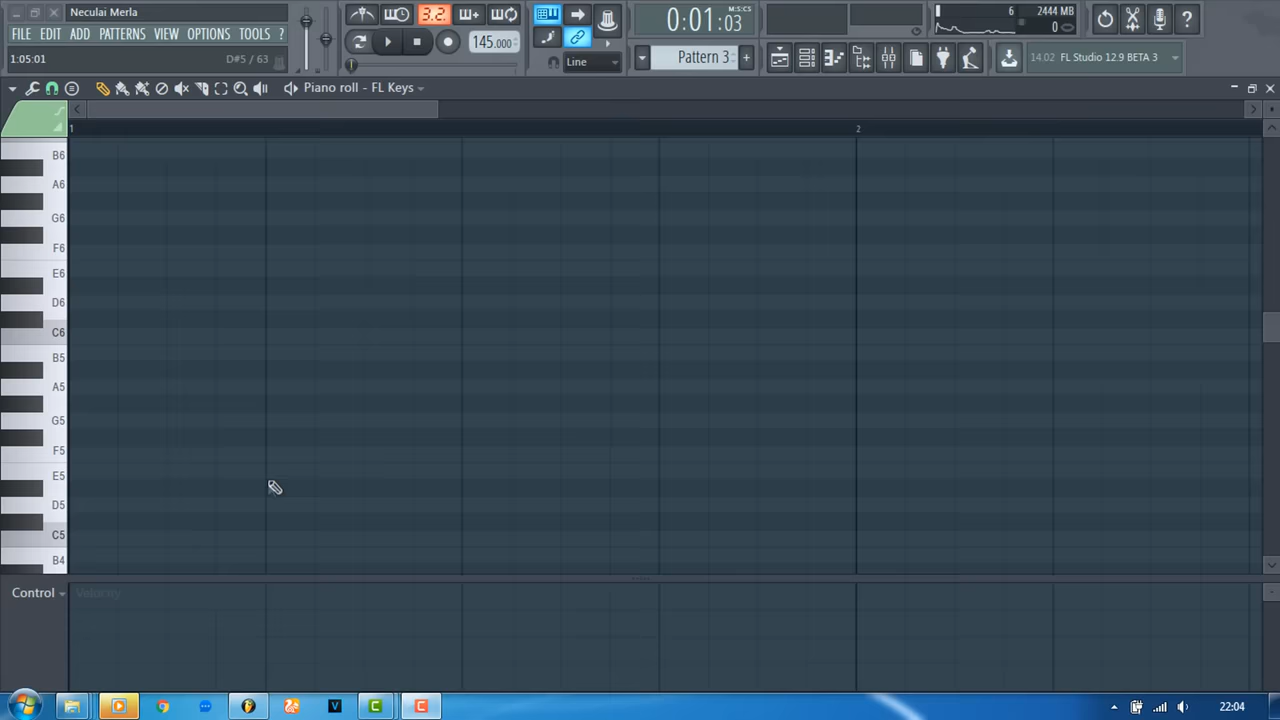 Neculai Merla
FILE EDIT ADD PATTERNS VIEW OPTIONS TOOLS ?
1:05:01 D#5 / 63
3.2.
145.000
0:01:03 M:S:CS
Line
Pattern 3
6 2444 MB
0
14.02 FL Studio 12.9 BETA 3
Piano roll - FL Keys
1 2
B6
A6
G6
F6
E6
D6
C6
B5
A5
G5
F5
E5
D5
C5
B4
Control Velocity
22:04